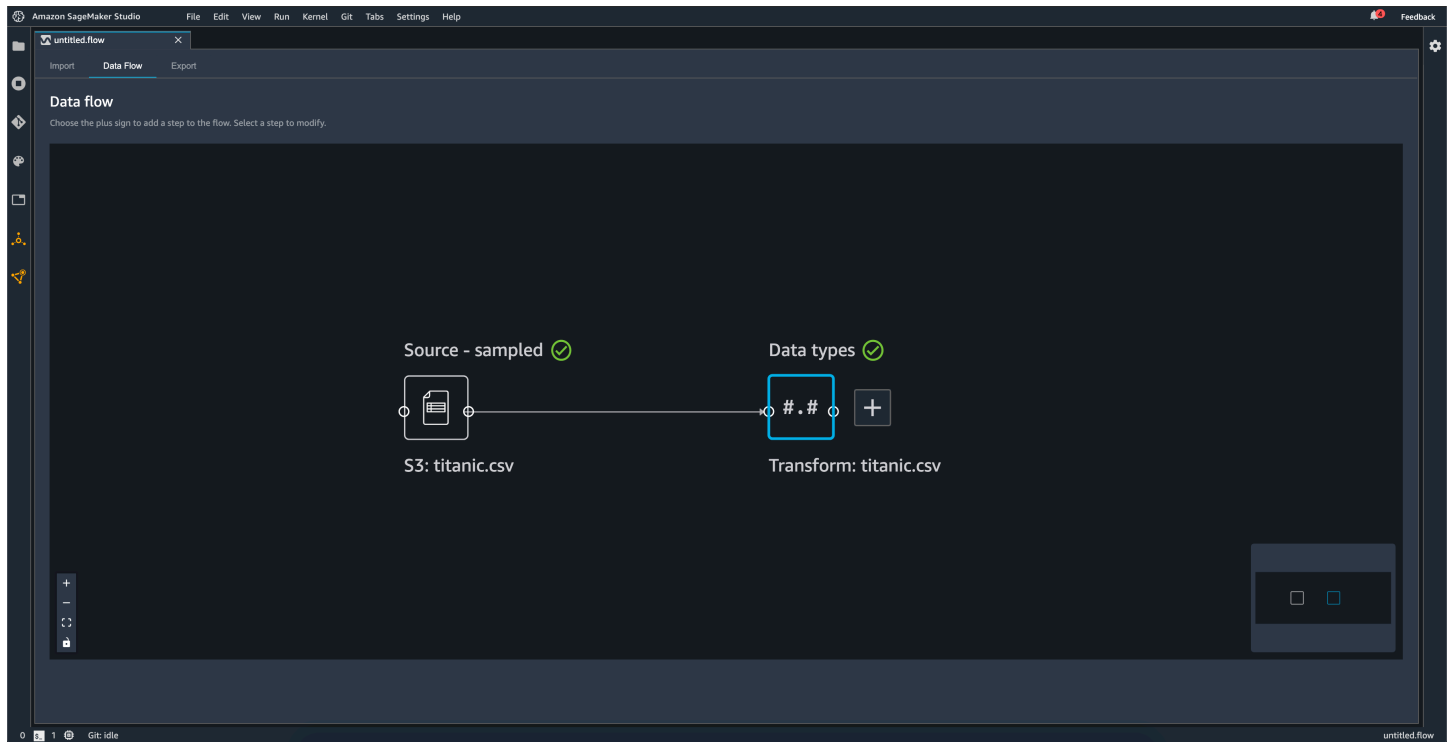 Amazon SageMaker Studio File Edit View Run Kernel Git Tabs Settings Help 4 Feedback
untitled.flow
Import Data Flow Export
Data flow
Choose the plus sign to add a step to the flow. Select a step to modify.
Source - sampled Data types
#.#
S3: titanic.csv Transform: titanic.csv
0 $_ 1 Git: idle untitled.flow